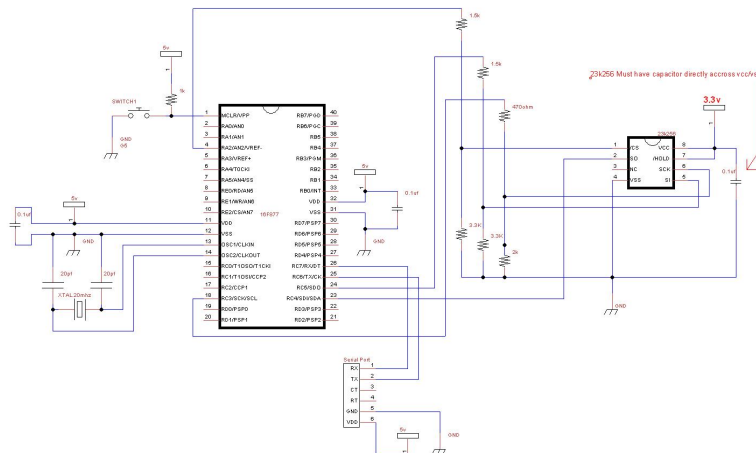 1.5k
1.5k
470ohm
23k256 Must have capacitor directly accross vcc/vs
3.3v
1
5v
1
1k
SWITCH1
GND
G5
1 MCLR/VPP RB7/PGD 40
2 RA0/AN0 RB6/PGC 39
3 RA1/AN1 RB5 38
4 RA2/AN2/VREF- RB4 37
5 RA3/VREF+ RB3/PGM 36
6 RA4/TOCKI RB2 35
7 RA5/AN4/SS RB1 34
8 RE0/RD/AN5 RB0/INT 33
9 RE1/WR/AN6 VDD 32
10 RE2/CS/AN7 VSS 31
11 VDD RD7/PSP7 30
12 VSS RD6/PSP6 29
13 OSC1/CLKIN RD5/PSP5 28
14 OSC2/CLKOUT RD4/PSP4 27
15 RC0/T1OSO/T1CKI RC7/RX/DT 26
16 RC1/T1OSI/CCP2 RC6/TX/CK 25
17 RC2/CCP1 RC5/SDO 24
18 RC3/SCK/SCL RC4/SDI/SDA 23
19 RD0/PSP0 RD3/PSP3 22
20 RD1/PSP1 RD2/PSP2 21
16F877
5v
1
0.1uf
GND
5v
1
0.1uf
GND
20pf
20pf
XTAL20mhz
23k256
1 /CS VCC 8
2 SO /HOLD 7
3 NC SCK 6
4 VSS SI 5
0.1uf
3.3K
3.3K
2k
GND
Serial Port
RX 1
TX 2
CT 3
RT 4
GND 5
VDD 6
GND
5v
1